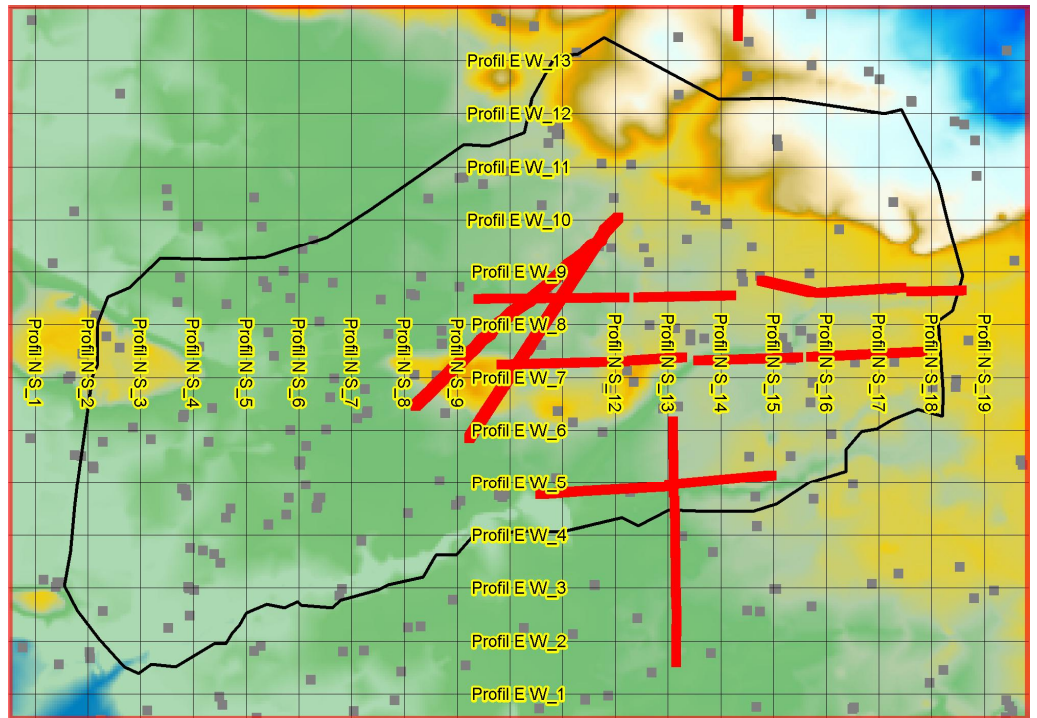 Profil E W_13
Profil E W_12
Profil E W_11
Profil E W_10
Profil E W_9
Profil E W_8
Profil E W_7
Profil E W_6
Profil E W_5
Profil E W_4
Profil E W_3
Profil E W_2
Profil E W_1
Profil N S_1
Profil N S_2
Profil N S_3
Profil N S_4
Profil N S_5
Profil N S_6
Profil N S_7
Profil N S_8
Profil N S_9
Profil N S_12
Profil N S_13
Profil N S_14
Profil N S_15
Profil N S_16
Profil N S_17
Profil N S_18
Profil N S_19